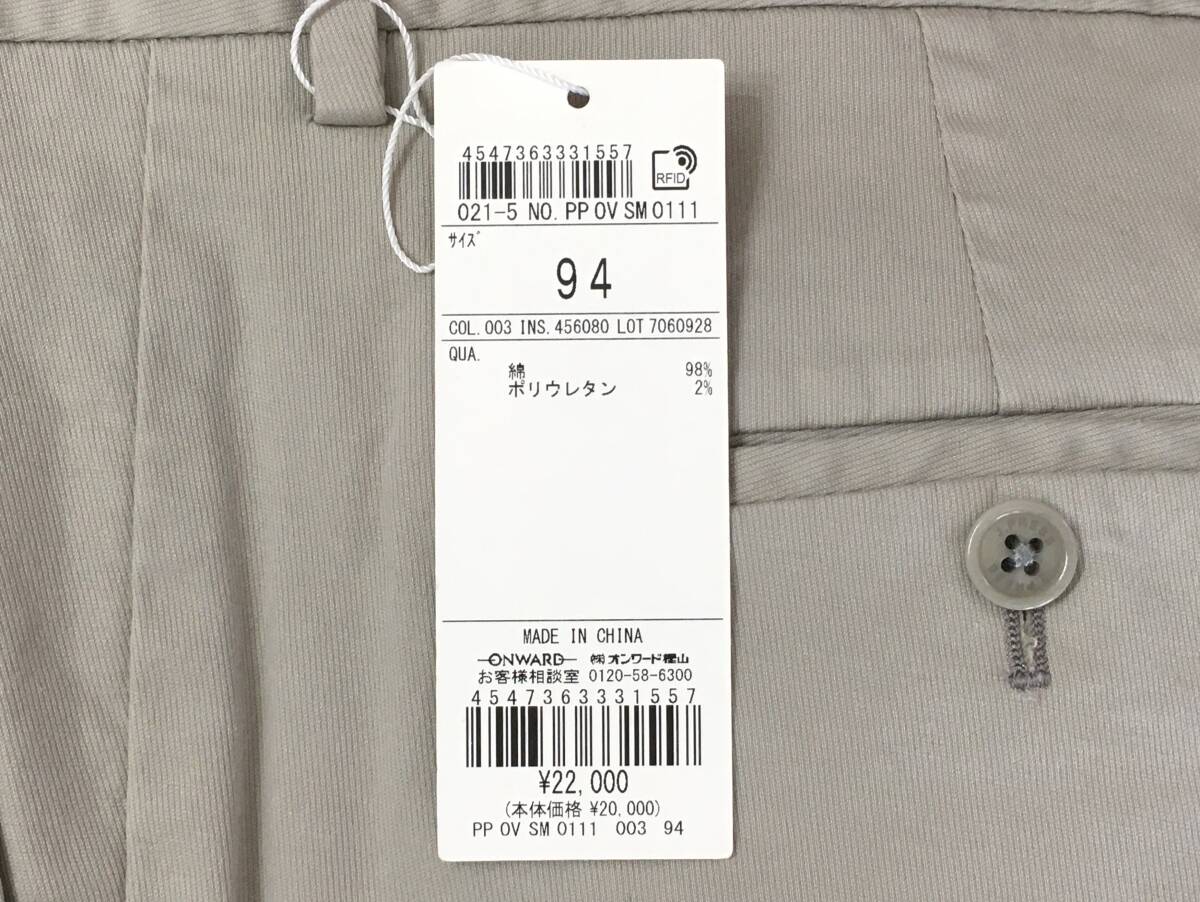 4547363331557
RFID
021-5 NO. PP OV SM 0111
サイズ
94
COL. 003 INS. 456080 LOT 7060928
QUA.
綿 98%
ポリウレタン 2%
MADE IN CHINA
ONWARD ㈱オンワード樫山
お客様相談室 0120-58-6300
4547363331557
¥22,000
(本体価格 ¥20,000)
PP OV SM 0111 003 94
J.PRESS